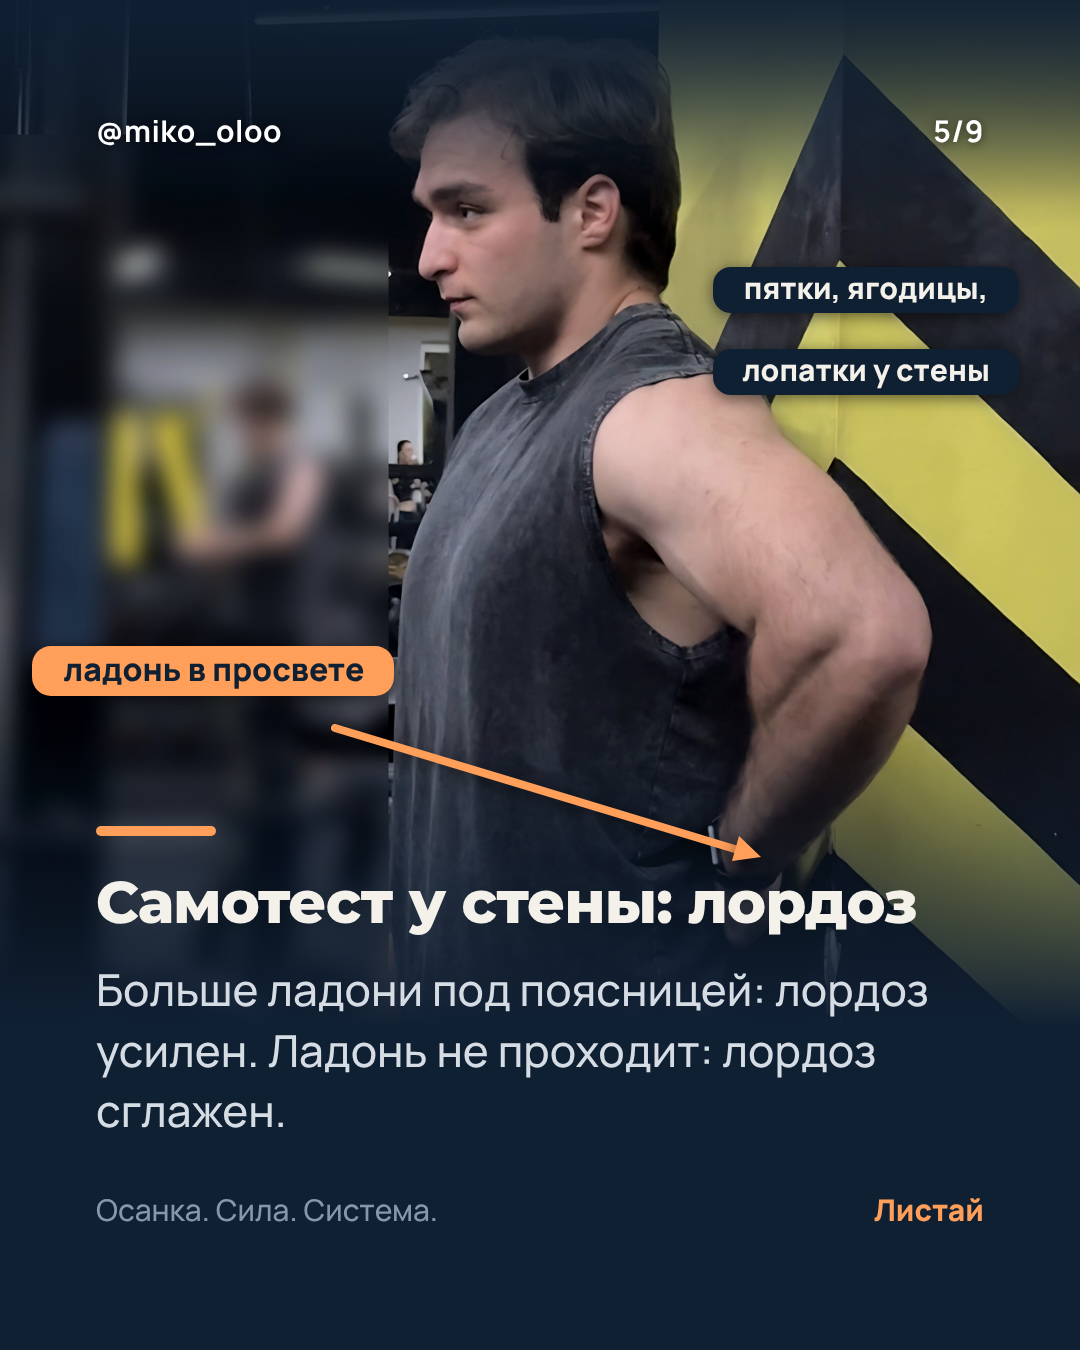 @miko_oloo
5/9
пятки, ягодицы,
лопатки у стены
ладонь в просвете
Самотест у стены: лордоз
Больше ладони под поясницей: лордоз
усилен. Ладонь не проходит: лордоз
сглажен.
Осанка. Сила. Система.
Листай